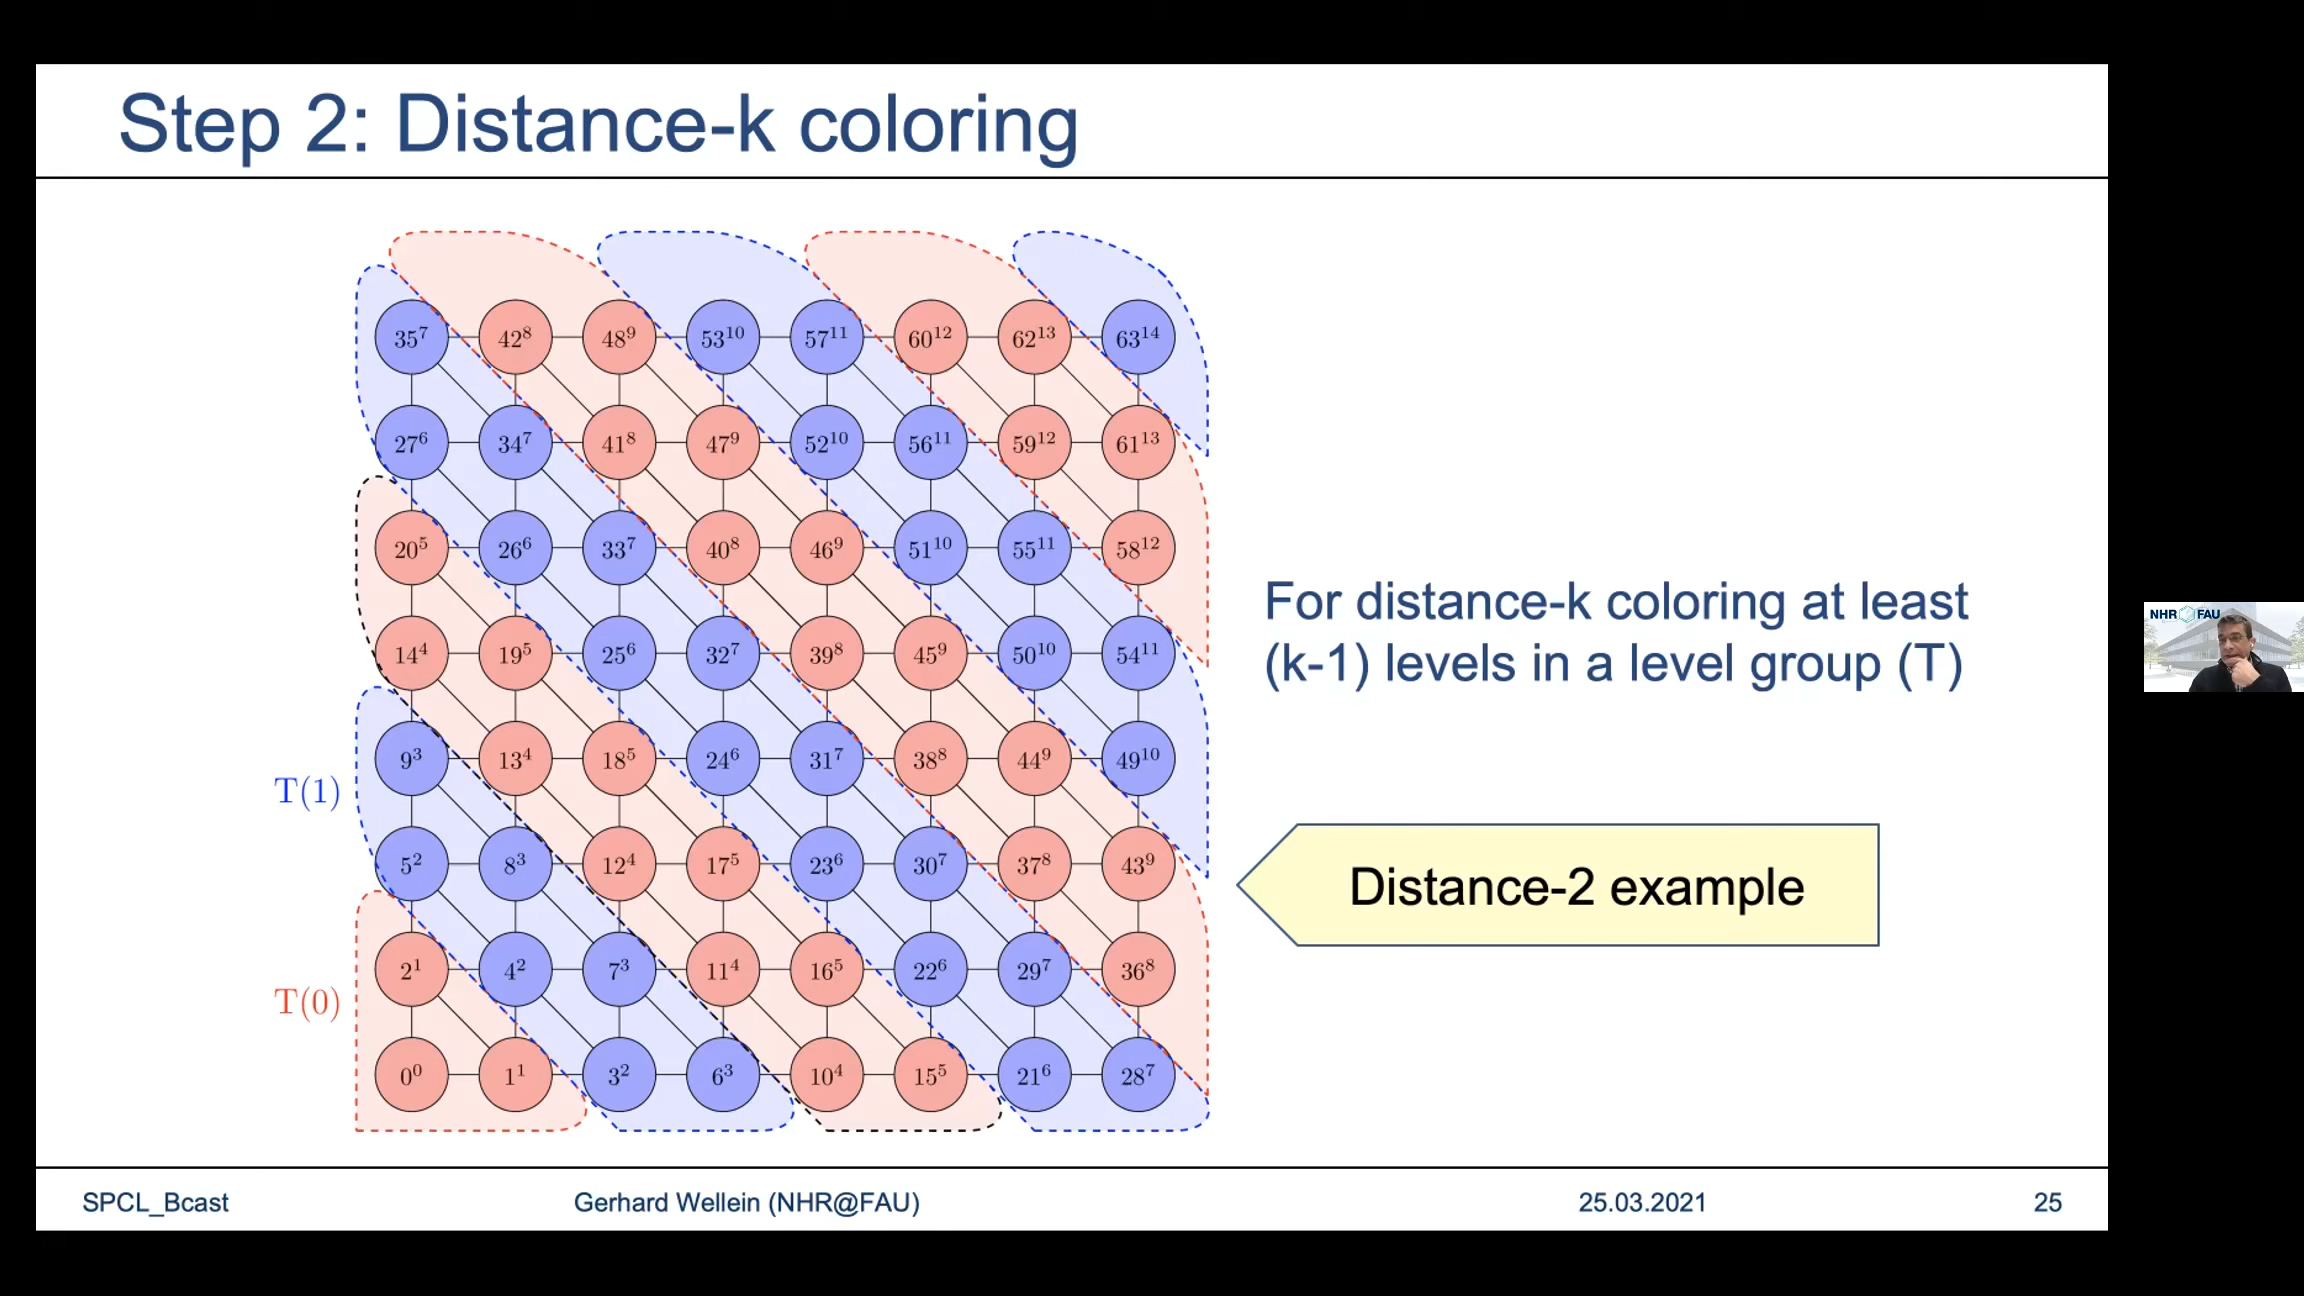 Step 2: Distance-k coloring
35⁷ 42⁸ 48⁹ 53¹⁰ 57¹¹ 60¹² 62¹³ 63¹⁴
27⁶ 34⁷ 41⁸ 47⁹ 52¹⁰ 56¹¹ 59¹² 61¹³
20⁵ 26⁶ 33⁷ 40⁸ 46⁹ 51¹⁰ 55¹¹ 58¹²
14⁴ 19⁵ 25⁶ 32⁷ 39⁸ 45⁹ 50¹⁰ 54¹¹
9³ 13⁴ 18⁵ 24⁶ 31⁷ 38⁸ 44⁹ 49¹⁰
T(1)
5² 8³ 12⁴ 17⁵ 23⁶ 30⁷ 37⁸ 43⁹
2¹ 4² 7³ 11⁴ 16⁵ 22⁶ 29⁷ 36⁸
T(0)
0⁰ 1¹ 3² 6³ 10⁴ 15⁵ 21⁶ 28⁷
For distance-k coloring at least
(k-1) levels in a level group (T)
Distance-2 example
NHR FAU
SPCL_Bcast Gerhard Wellein (NHR@FAU) 25.03.2021 25